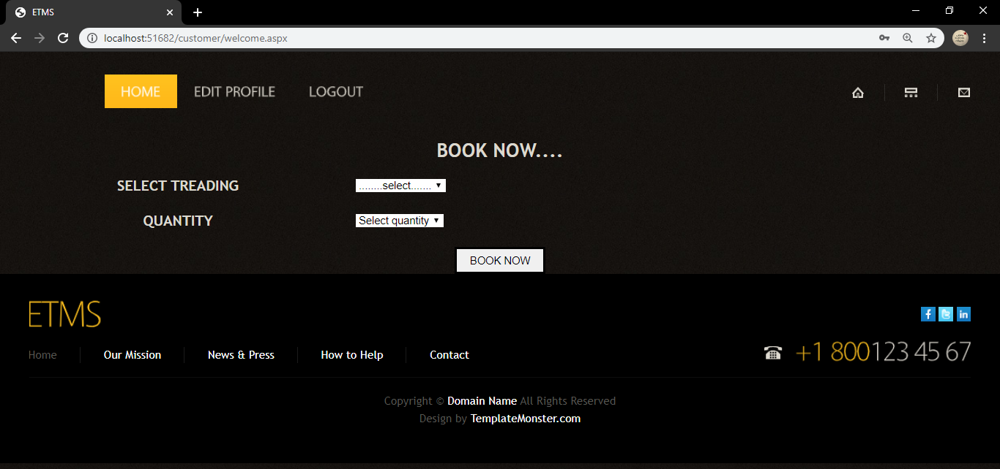 ETMS
localhost:51682/customer/welcome.aspx
HOME EDIT PROFILE LOGOUT
BOOK NOW....
SELECT TREADING ........select.......
QUANTITY Select quantity
BOOK NOW
ETMS
Home Our Mission News & Press How to Help Contact
+1 800123 45 67
Copyright © Domain Name All Rights Reserved
Design by TemplateMonster.com